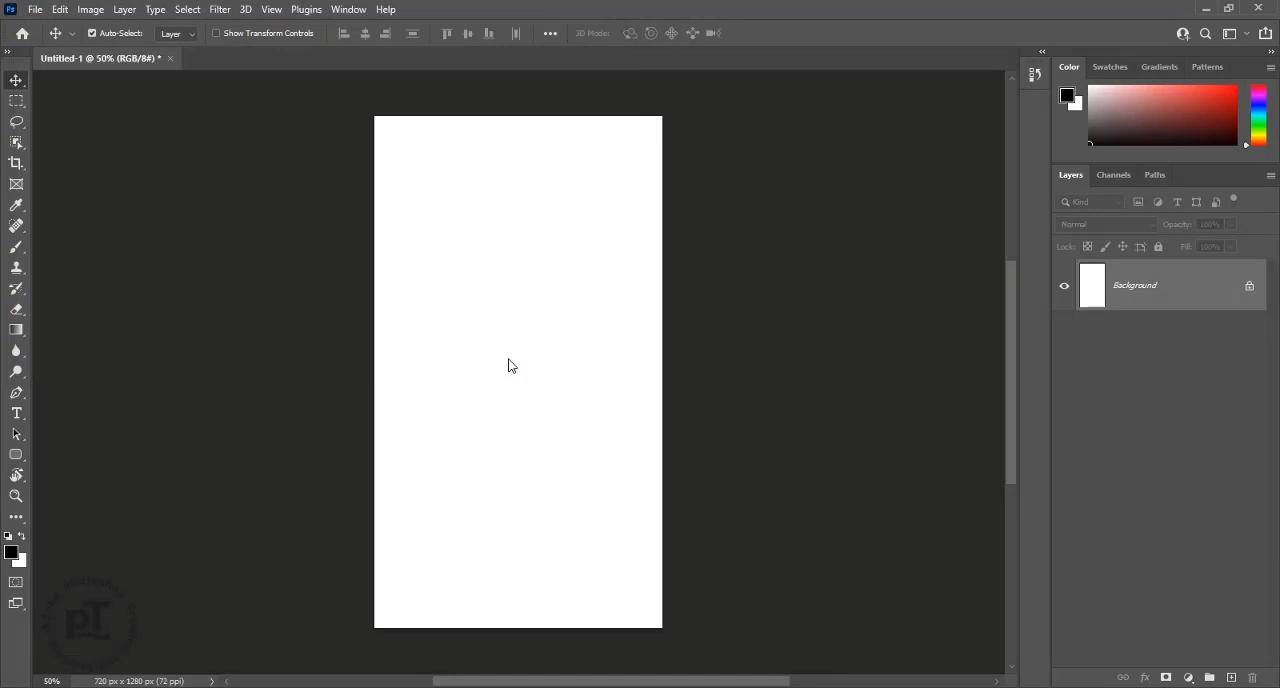 File Edit Image Layer Type Select Filter 3D View Plugins Window Help
Auto-Select: Layer Show Transform Controls 3D Mode:
Untitled-1 @ 50% (RGB/8#) *
Color Swatches Gradients Patterns
Layers Channels Paths
Kind
Normal Opacity: 100%
Lock: Fill: 100%
Background
pT
50% 720 px x 1280 px (72 ppi)